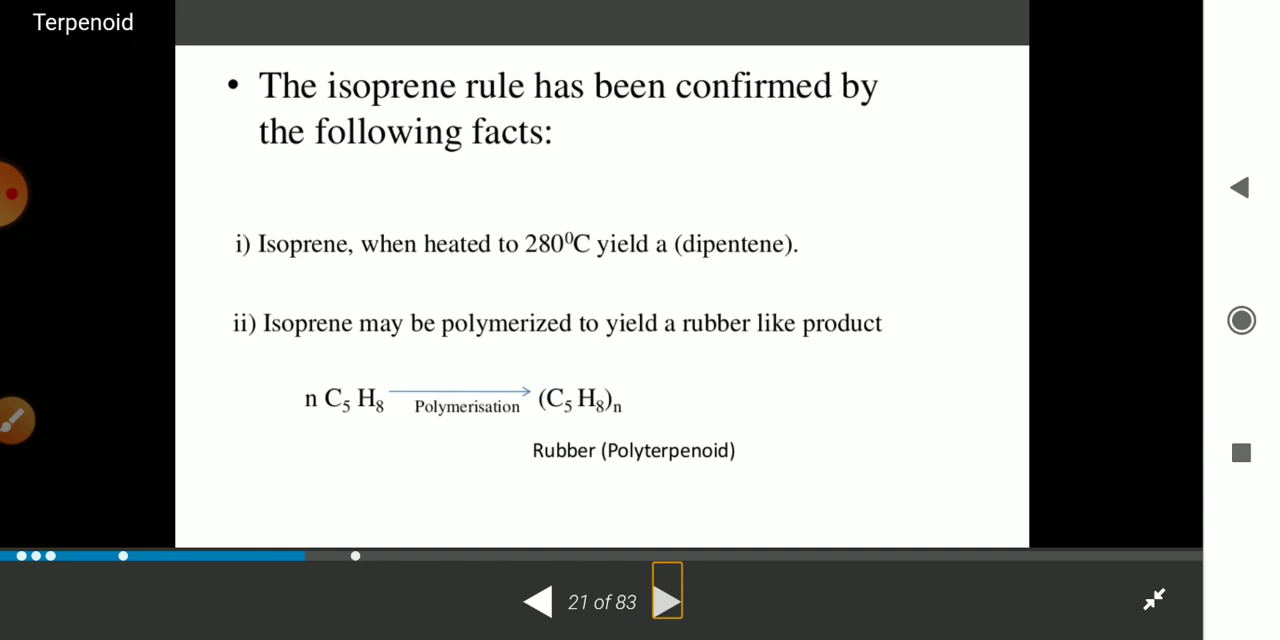 Terpenoid
• The isoprene rule has been confirmed by
the following facts:
i) Isoprene, when heated to 280⁰C yield a (dipentene).
ii) Isoprene may be polymerized to yield a rubber like product
n C₅ H₈ Polymerisation (C₅ H₈)ₙ
Rubber (Polyterpenoid)
21 of 83